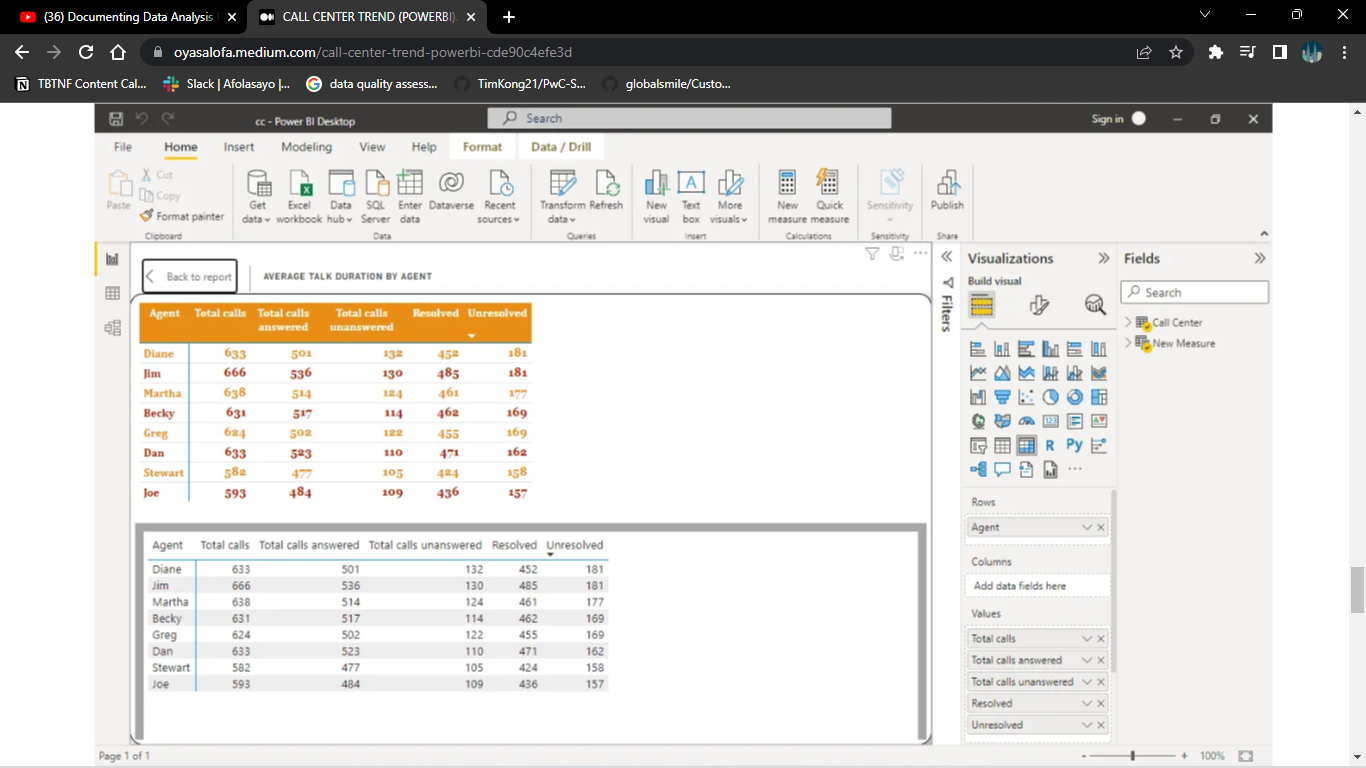 (36) Documenting Data Analysis
CALL CENTER TREND (POWERBI).
oyasalofa.medium.com/call-center-trend-powerbi-cde90c4efe3d
TBTNF Content Cal... Slack | Afolasayo |... data quality assess... TimKong21/PwC-S... globalsmile/Custo...
cc - Power BI Desktop
Search
Sign in
File Home Insert Modeling View Help Format Data / Drill
Paste
Cut
Copy
Format painter
Clipboard
Get data
Excel workbook
Data hub
SQL Server
Enter data
Dataverse
Recent sources
Data
Transform data
Refresh
Queries
New visual
Text box
More visuals
Insert
New measure
Quick measure
Calculations
Sensitivity
Sensitivity
Publish
Share
Back to report
AVERAGE TALK DURATION BY AGENT
Agent Total calls Total calls answered Total calls unanswered Resolved Unresolved
Diane 633 501 132 452 181
Jim 666 536 130 485 181
Martha 638 514 124 461 177
Becky 631 517 114 462 169
Greg 624 502 122 455 169
Dan 633 523 110 471 162
Stewart 582 477 105 424 158
Joe 593 484 109 436 157
Agent Total calls Total calls answered Total calls unanswered Resolved Unresolved
Diane 633 501 132 452 181
Jim 666 536 130 485 181
Martha 638 514 124 461 177
Becky 631 517 114 462 169
Greg 624 502 122 455 169
Dan 633 523 110 471 162
Stewart 582 477 105 424 158
Joe 593 484 109 436 157
Filters
Visualizations
Build visual
123
R Py
Rows
Agent
Columns
Add data fields here
Values
Total calls
Total calls answered
Total calls unanswered
Resolved
Unresolved
Fields
Search
Call Center
New Measure
Page 1 of 1
- + 100%